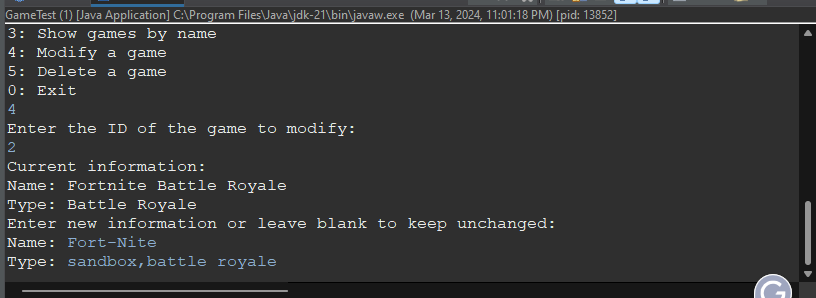 GameTest (1) [Java Application] C:\Program Files\Java\jdk-21\bin\javaw.exe (Mar 13, 2024, 11:01:18 PM) [pid: 13852]
3: Show games by name
4: Modify a game
5: Delete a game
0: Exit
4
Enter the ID of the game to modify:
2
Current information:
Name: Fortnite Battle Royale
Type: Battle Royale
Enter new information or leave blank to keep unchanged:
Name: Fort-Nite
Type: sandbox,battle royale